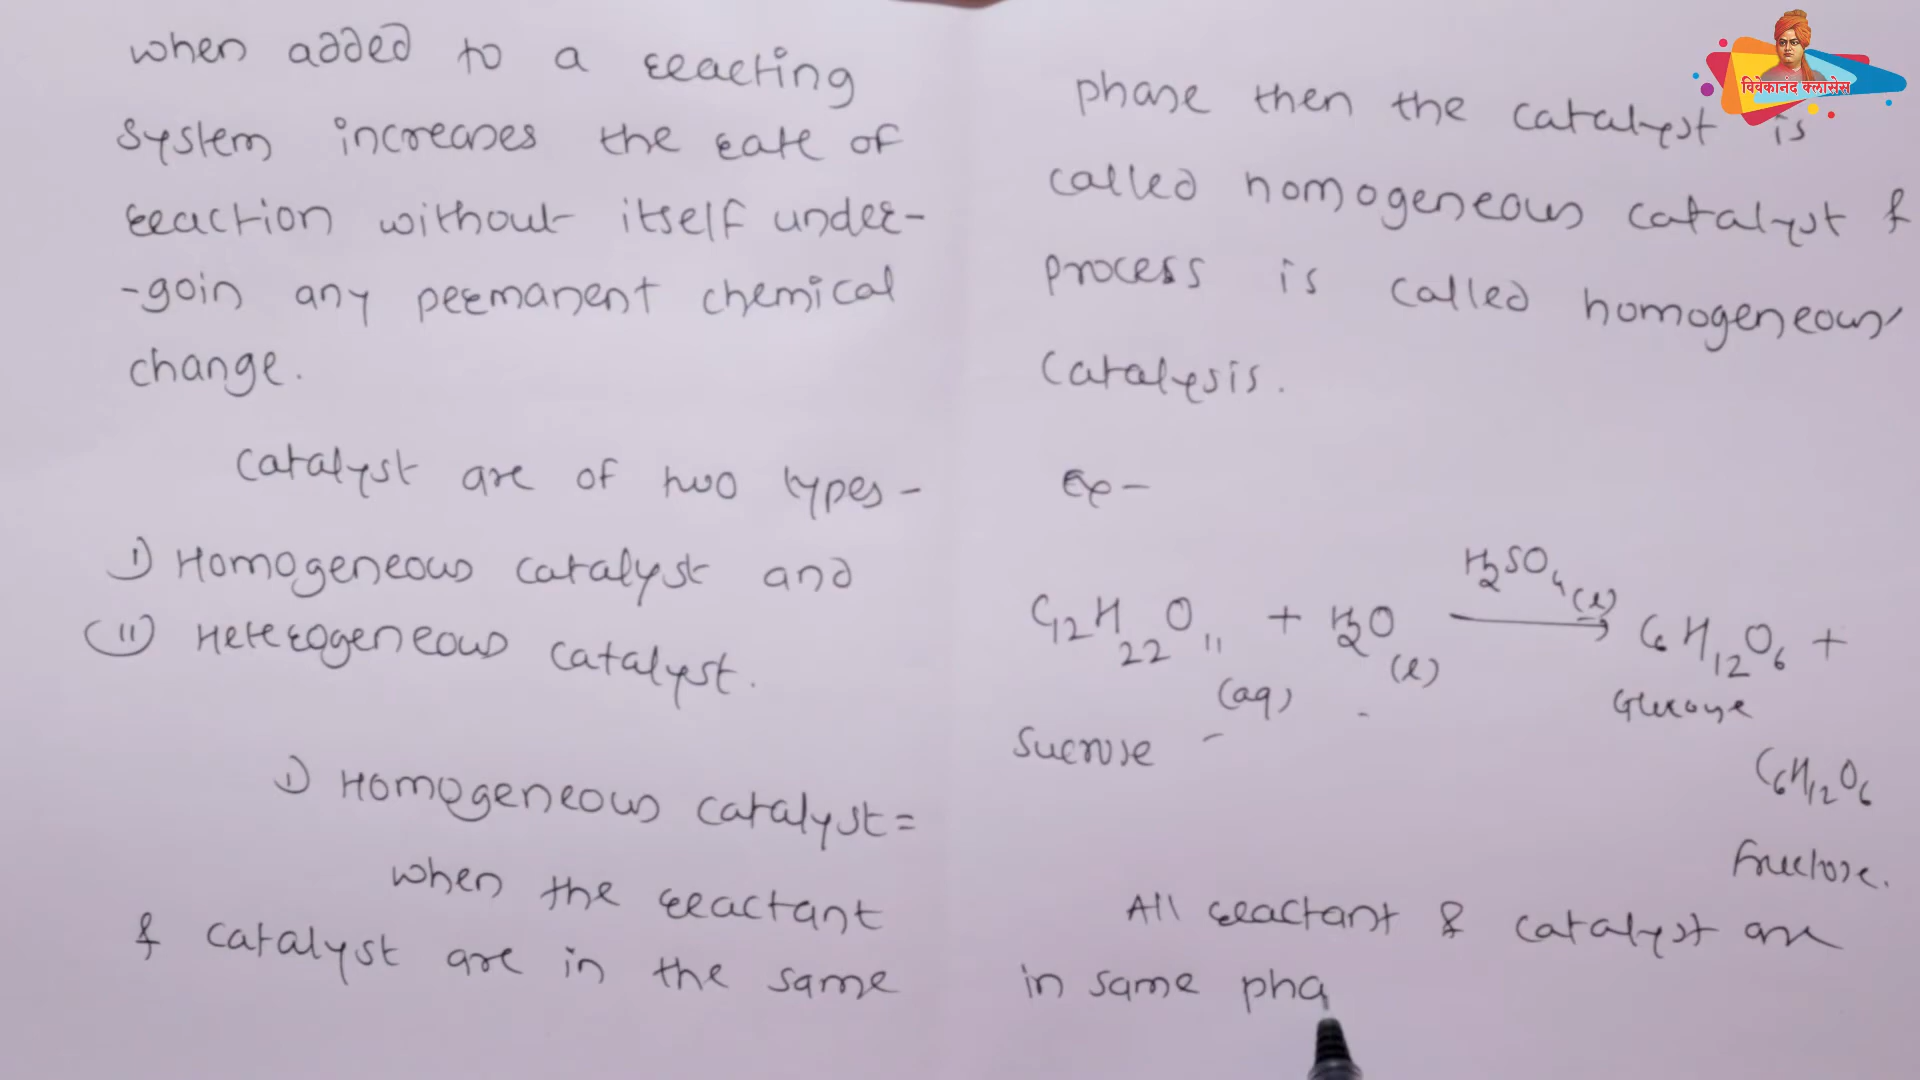 when added to a reacting
system increases the rate of
reaction without itself under-
-goin any permanent chemical
change.
catalyst are of two types-
i) Homogeneous catalyst and
(ii) Heterogeneous catalyst.
i) Homogeneous catalyst=
when the reactant
& catalyst are in the same
phase then the catalyst is
called homogeneous catalyst &
process is called homogeneous
catalysis.
Ex-
H2SO4(l)
C12H22O11 (aq) + H2O (l) → C6H12O6 +
Sucrose Glucose
C6H12O6
Fructose.
All reactant & catalyst are
in same pha
विवेकानंद क्लासेस